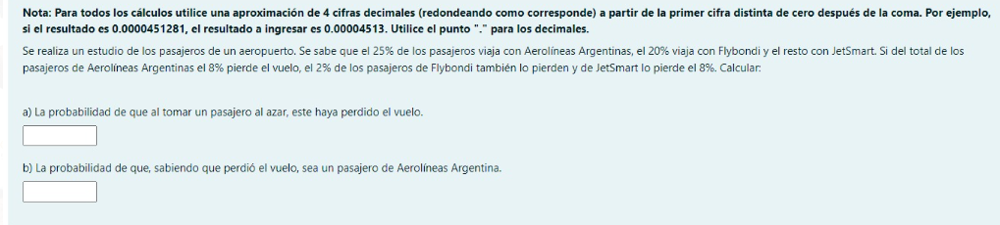 Nota: Para todos los cálculos utilice una aproximación de 4 cifras decimales (redondeando como corresponde) a partir de la primer cifra distinta de cero después de la coma. Por ejemplo,
si el resultado es 0.0000451281, el resultado a ingresar es 0.00004513. Utilice el punto "." para los decimales.
Se realiza un estudio de los pasajeros de un aeropuerto. Se sabe que el 25% de los pasajeros viaja con Aerolíneas Argentinas, el 20% viaja con Flybondi y el resto con JetSmart. Si del total de los
pasajeros de Aerolíneas Argentinas el 8% pierde el vuelo, el 2% de los pasajeros de Flybondi también lo pierden y de JetSmart lo pierde el 8%. Calcular:
a) La probabilidad de que al tomar un pasajero al azar, este haya perdido el vuelo.
b) La probabilidad de que, sabiendo que perdió el vuelo, sea un pasajero de Aerolíneas Argentina.